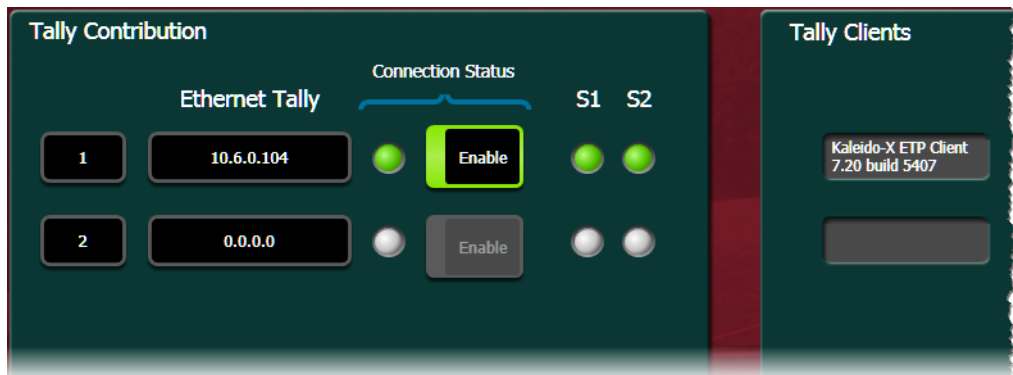 Tally Contribution
Tally Clients
Connection Status
Ethernet Tally
S1 S2
1
10.6.0.104
Enable
Kaleido-X ETP Client
7.20 build 5407
2
0.0.0.0
Enable